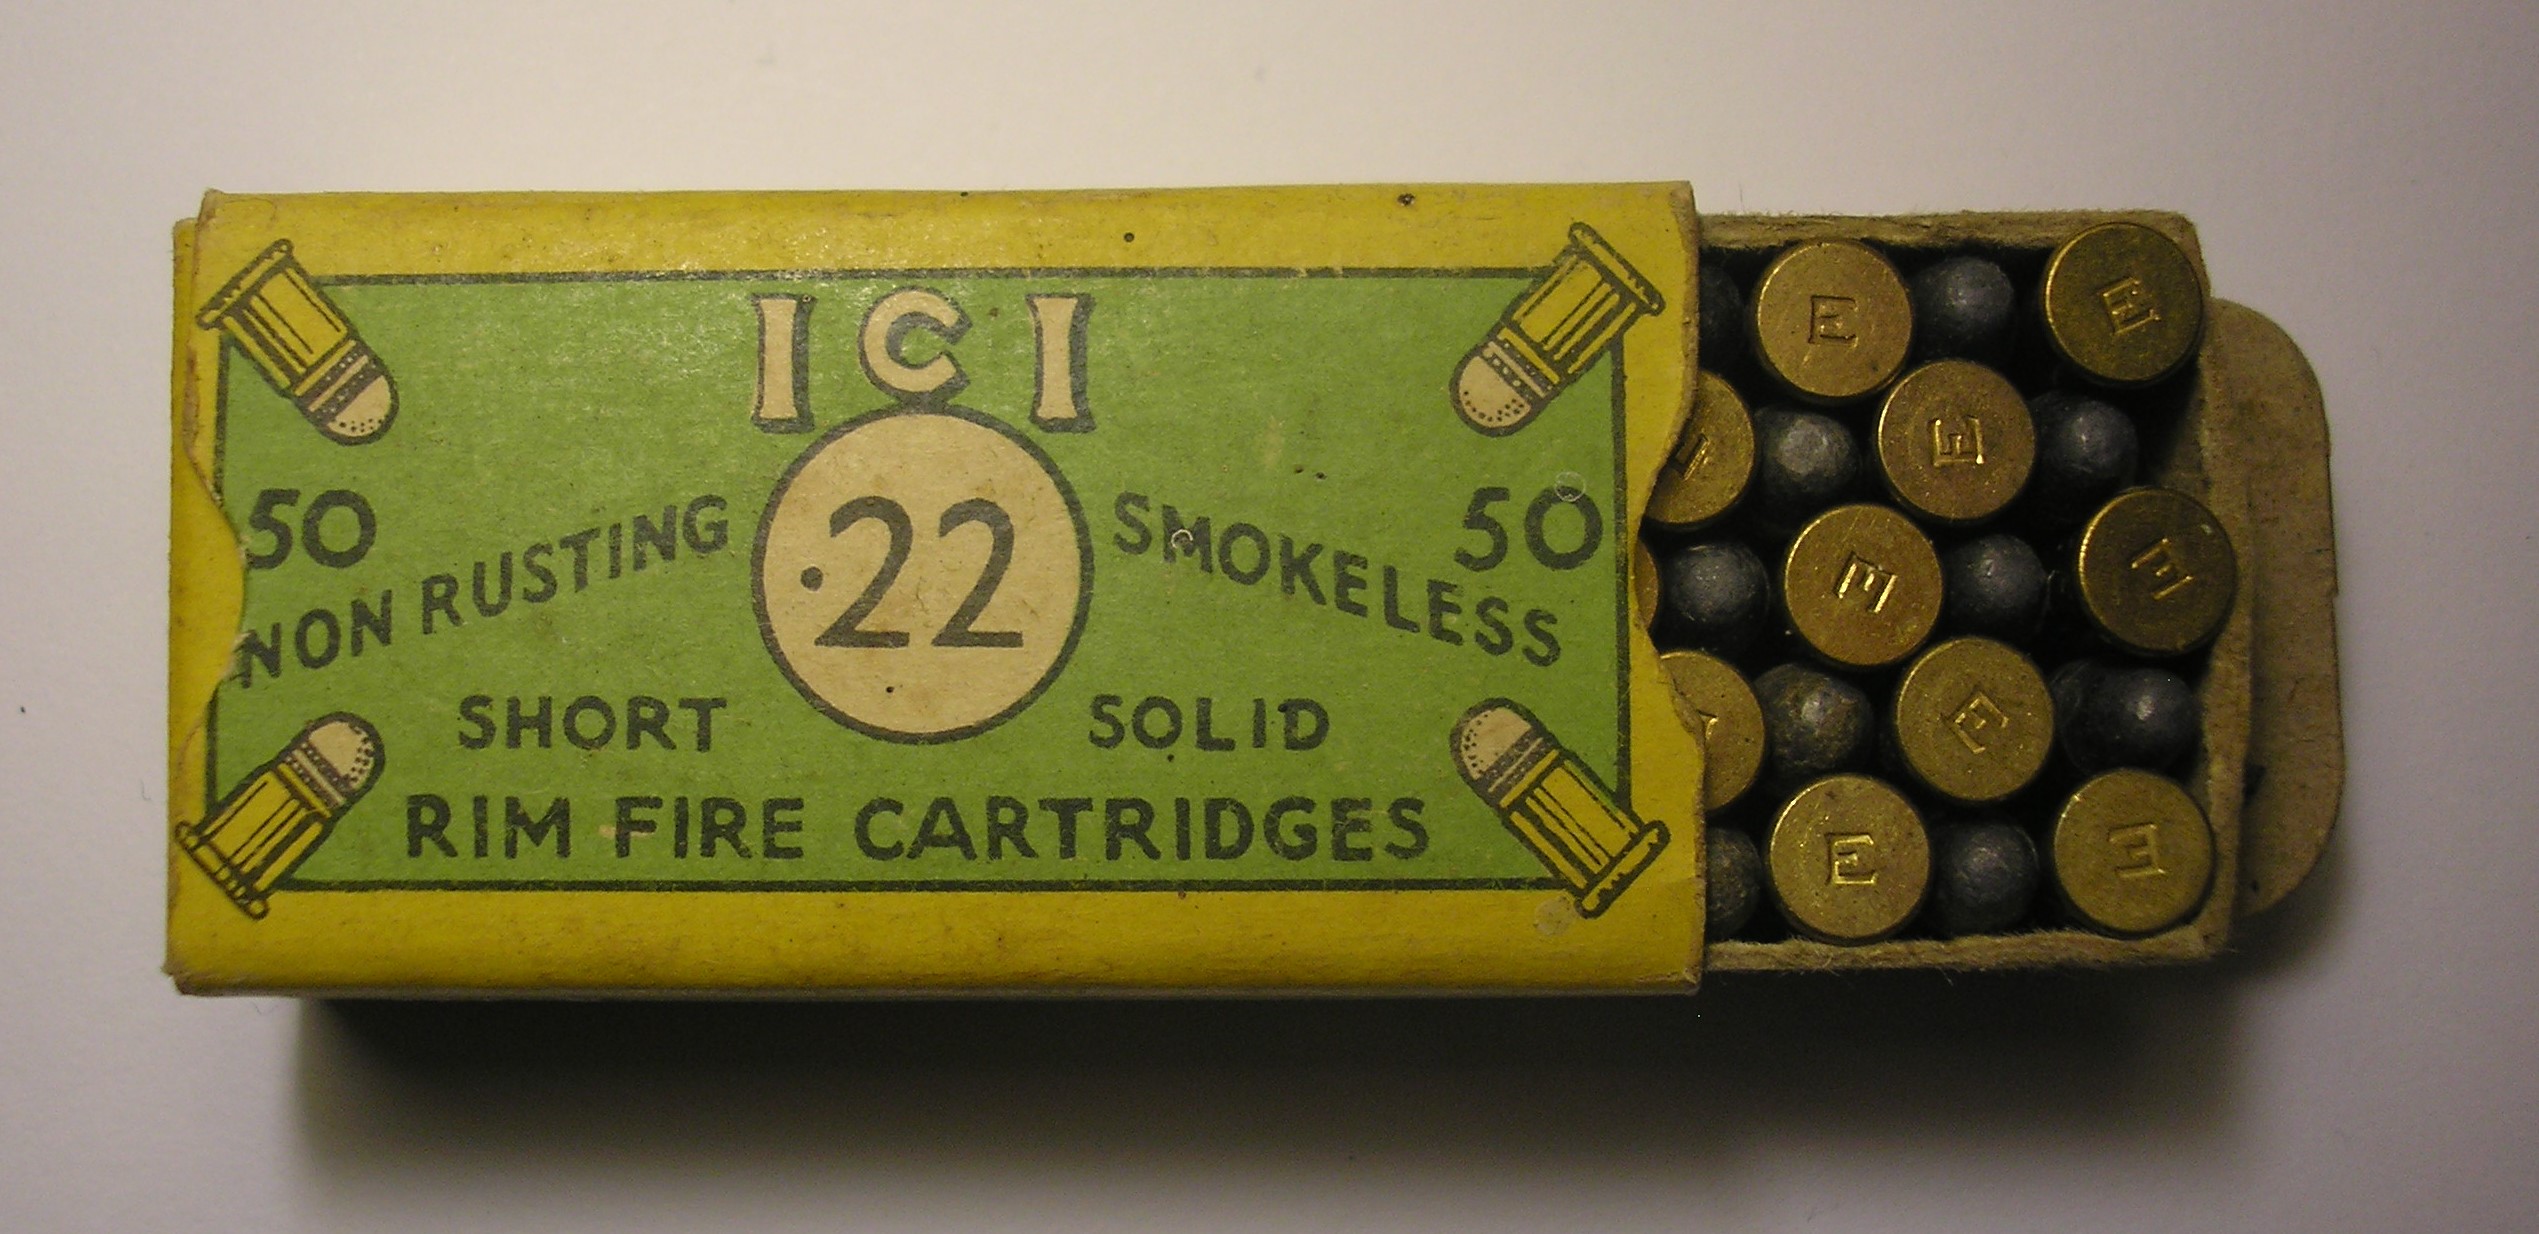 ICI
50 50
NON RUSTING .22 SMOKELESS
SHORT SOLID
RIM FIRE CARTRIDGES
E
E
E
E
E
E
E
E